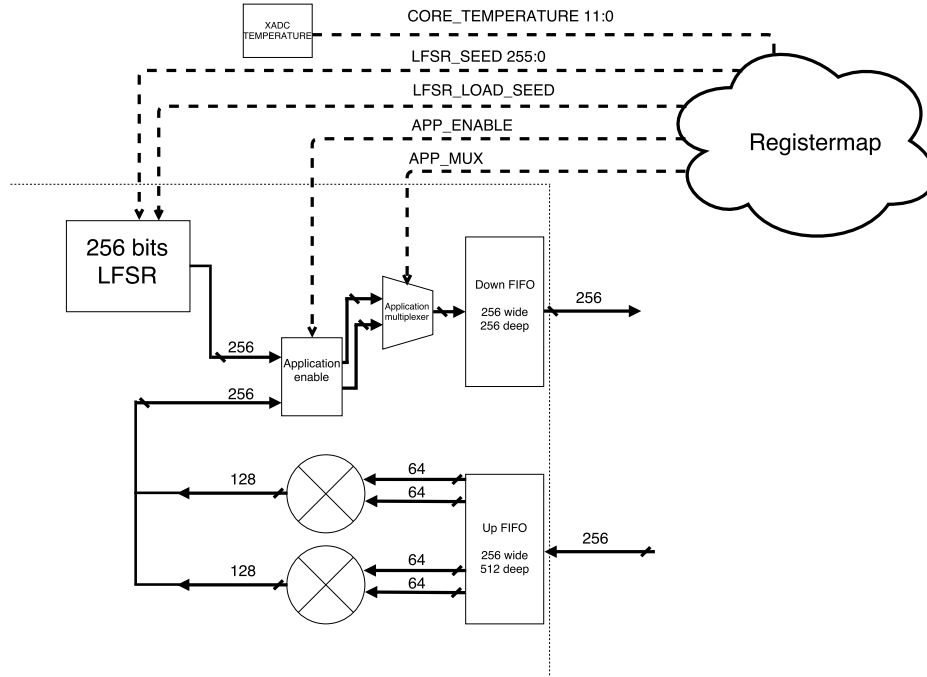 CORE_TEMPERATURE 11:0
XADC
TEMPERATURE
LFSR_SEED 255:0
LFSR_LOAD_SEED
APP_ENABLE
APP_MUX
Registermap
256 bits
LFSR
Down FIFO
256 wide
256 deep
256
Application
multiplexer
256
Application
enable
256
64
128
64
Up FIFO
256 wide
512 deep
256
64
128
64